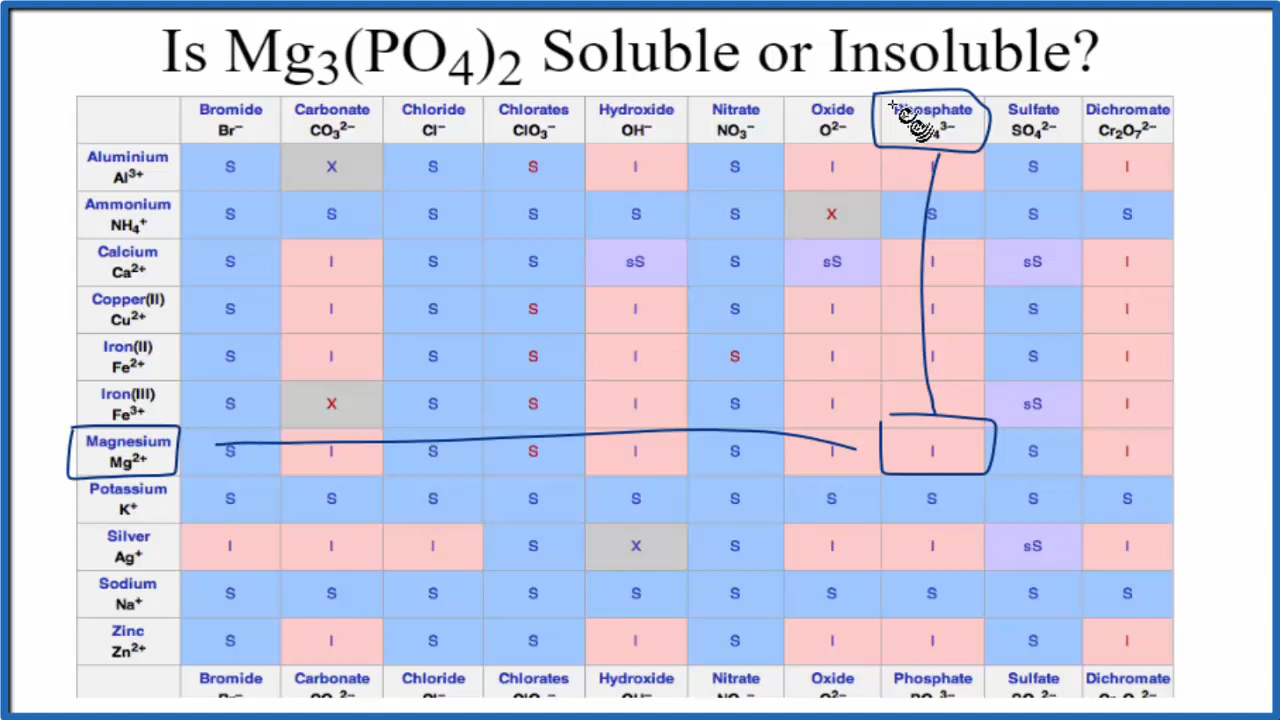 Is Mg₃(PO₄)₂ Soluble or Insoluble?
Bromide Carbonate Chloride Chlorates Hydroxide Nitrate Oxide Phosphate Sulfate Dichromate
Br⁻ CO₃²⁻ Cl⁻ ClO₃⁻ OH⁻ NO₃⁻ O²⁻ ₄³⁻ SO₄²⁻ Cr₂O₇²⁻
Aluminium
Al³⁺ S X S S I S I I S I
Ammonium
NH₄⁺ S S S S S S X S S S
Calcium
Ca²⁺ S I S S sS S sS I sS I
Copper(II)
Cu²⁺ S I S S I S I I S I
Iron(II)
Fe²⁺ S I S S I S I I S I
Iron(III)
Fe³⁺ S X S S I S I sS I
Magnesium
Mg²⁺ S I S S I S I I S I
Potassium
K⁺ S S S S S S S S S S
Silver
Ag⁺ I I I S X S I I sS I
Sodium
Na⁺ S S S S S S S S S S
Zinc
Zn²⁺ S I S S I S I I S I
Bromide Carbonate Chloride Chlorates Hydroxide Nitrate Oxide Phosphate Sulfate Dichromate